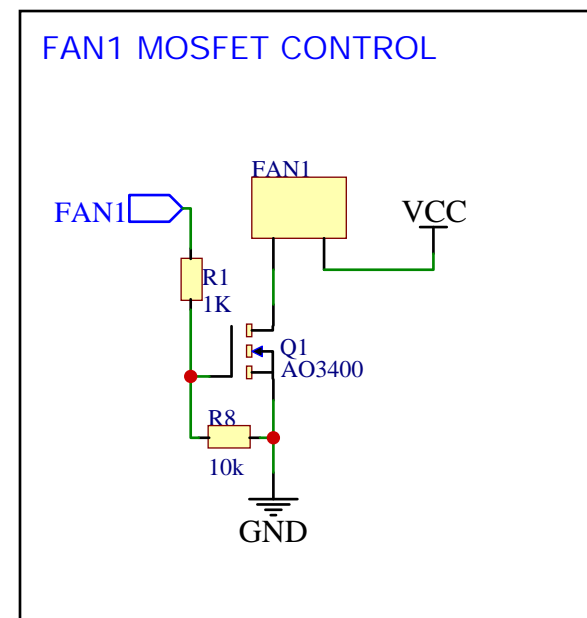 FAN1 MOSFET CONTROL
FAN1
FAN1
VCC
R1
1K
Q1
AO3400
R8
10k
GND